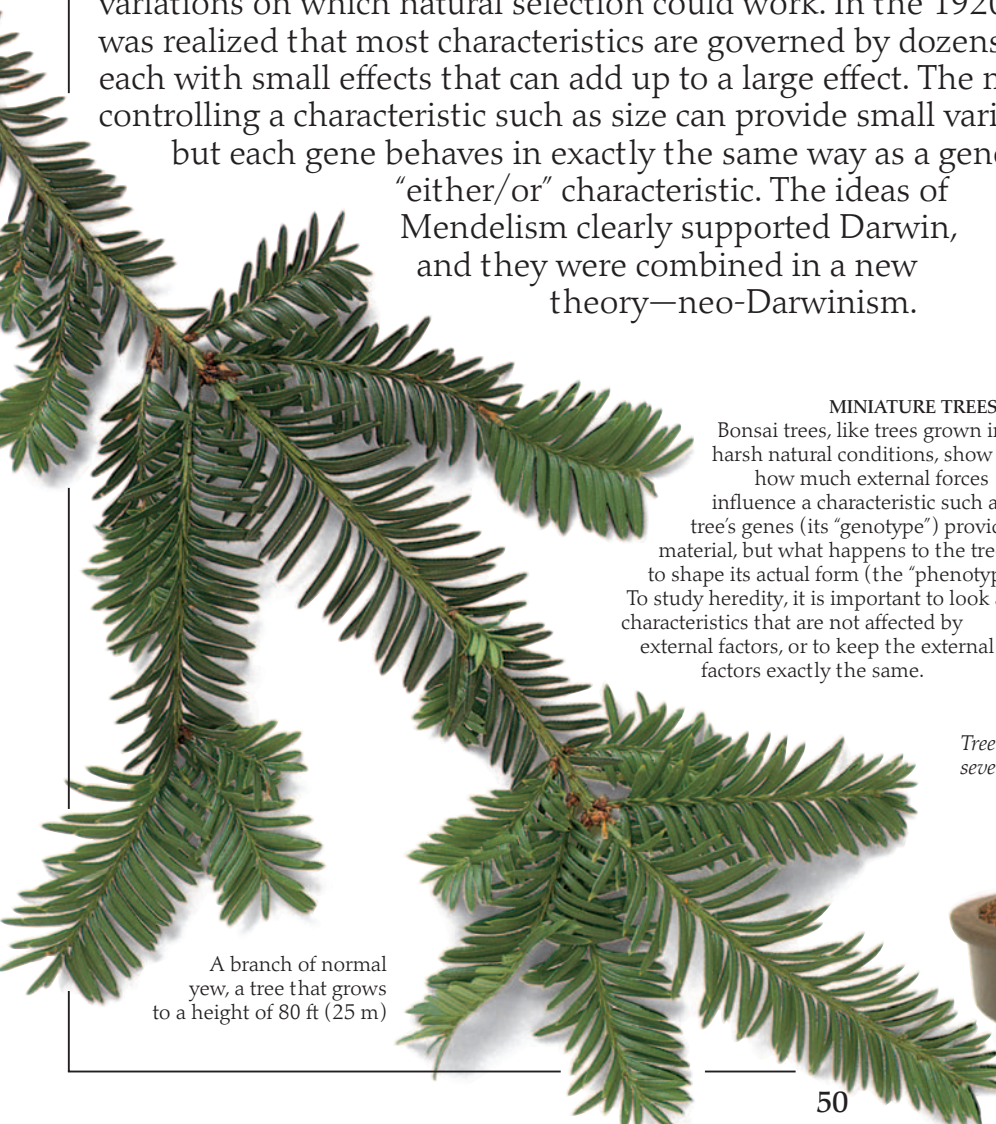 variations on which natural selection could work. In the 1920
was realized that most characteristics are governed by dozens
each with small effects that can add up to a large effect. The
controlling a characteristic such as size can provide small vari
but each gene behaves in exactly the same way as a gen
“either/or” characteristic. The ideas of
Mendelism clearly supported Darwin,
and they were combined in a new
theory—neo-Darwinism.
MINIATURE TREES
Bonsai trees, like trees grown in
harsh natural conditions, show
how much external forces
influence a characteristic such a
tree’s genes (its “genotype”) provid
material, but what happens to the tre
to shape its actual form (the “phenotyp
To study heredity, it is important to look
characteristics that are not affected by
external factors, or to keep the external
factors exactly the same.
Tree
seve
A branch of normal
yew, a tree that grows
to a height of 80 ft (25 m)
50